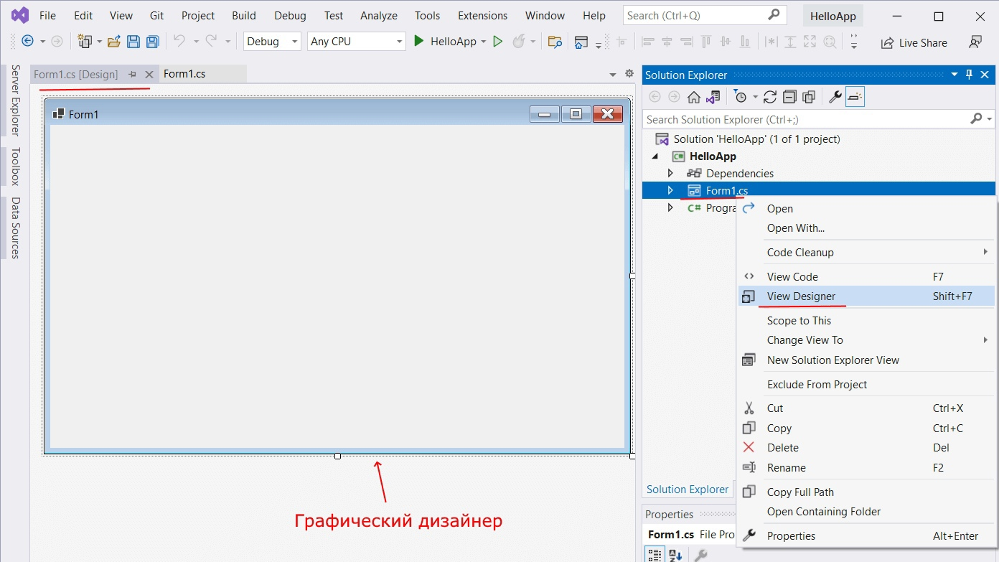 File Edit View Git Project Build Debug Test Analyze Tools Extensions Window Help Search (Ctrl+Q) HelloApp
Debug Any CPU HelloApp Live Share
Server Explorer
Toolbox
Data Sources
Form1.cs [Design] Form1.cs
Form1
Графический дизайнер
Solution Explorer
Search Solution Explorer (Ctrl+;)
Solution 'HelloApp' (1 of 1 project)
C# HelloApp
Dependencies
Form1.cs
C# Progra
Open
Open With...
Code Cleanup
View Code F7
View Designer Shift+F7
Scope to This
Change View To
New Solution Explorer View
Exclude From Project
Cut Ctrl+X
Copy Ctrl+C
Delete Del
Rename F2
Copy Full Path
Open Containing Folder
Properties Alt+Enter
Solution Explorer
Properties
Form1.cs File Pro